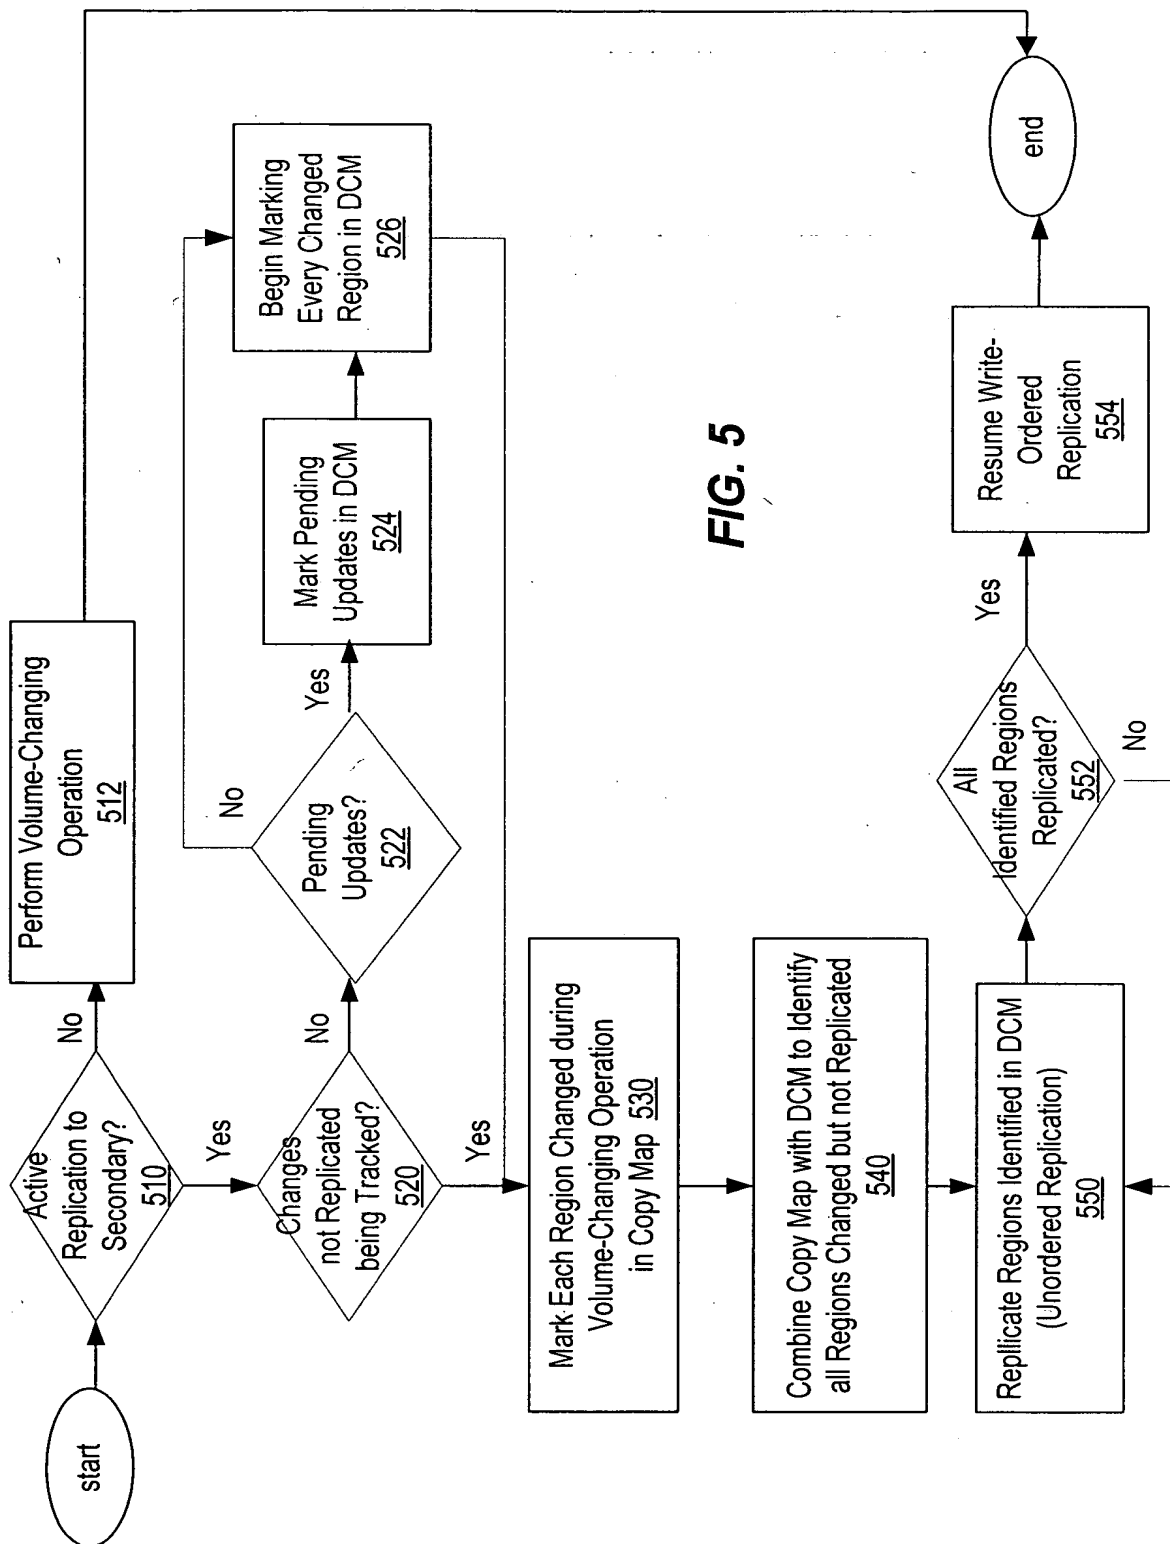 start
Active
Replication to
Secondary?
510
No
Yes
Perform Volume-Changing
Operation
512
Changes
not Replicated
being Tracked?
520
No
Yes
Pending
Updates?
522
No
Yes
Mark Pending
Updates in DCM
524
Begin Marking
Every Changed
Region in DCM
526
Mark Each Region Changed during
Volume-Changing Operation
in Copy Map 530
Combine Copy Map with DCM to Identify
all Regions Changed but not Replicated
540
Repllicate Regions Identified in DCM
(Unordered Replication)
550
All
Identified Regions
Replicated?
552
No
Yes
Resume Write-
Ordered
Replication
554
end
FIG. 5